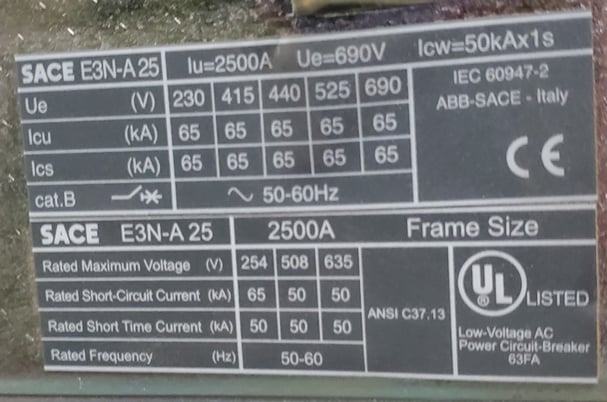 SACE E3N-A 25 Iu=2500A Ue=690V Icw=50kAx1s
Ue (V) 230 415 440 525 690
Icu (kA) 65 65 65 65 65
Ics (kA) 65 65 65 65 65
cat.B ~ 50-60Hz
IEC 60947-2
ABB-SACE - Italy
CE
SACE E3N-A 25 2500A Frame Size
Rated Maximum Voltage (V) 254 508 635
Rated Short-Circuit Current (kA) 65 50 50
Rated Short Time Current (kA) 50 50 50
Rated Frequency (Hz) 50-60
ANSI C37.13
UL ® LISTED
Low-Voltage AC
Power Circuit-Breaker
63FA